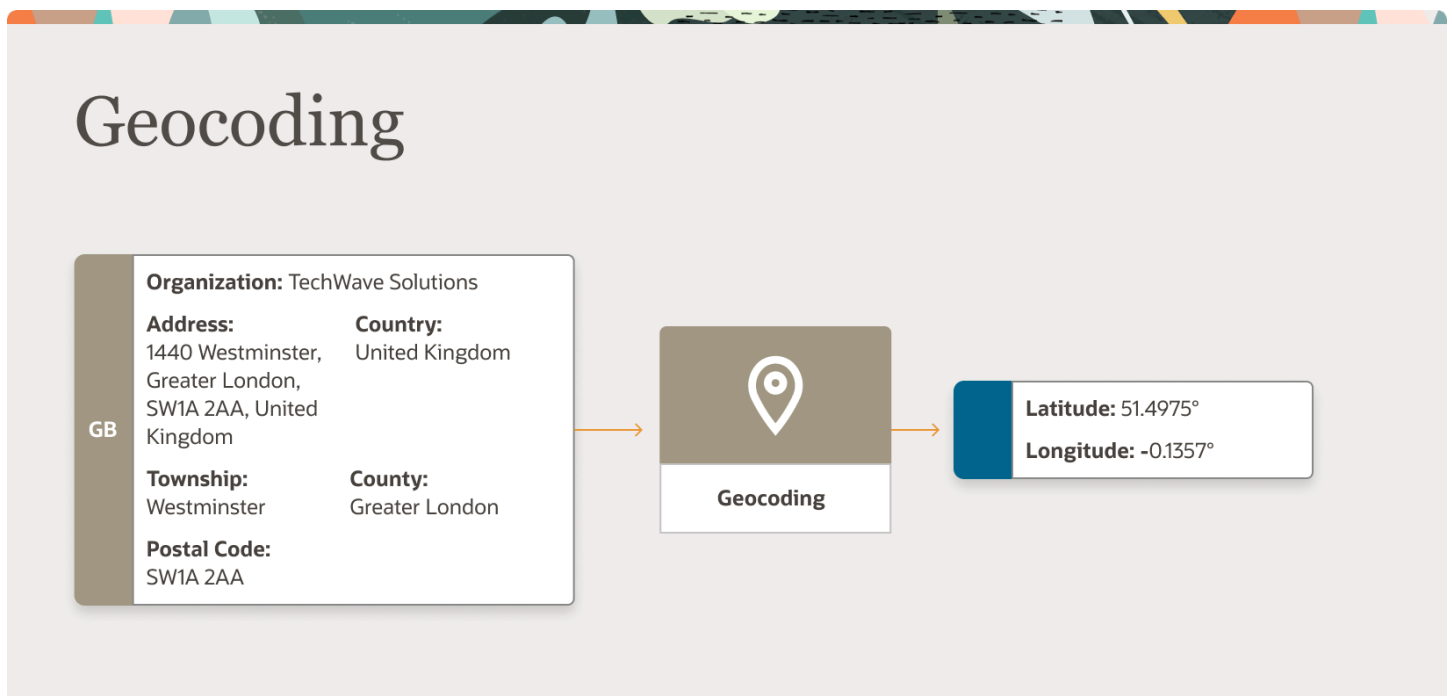 Geocoding
GB
Organization: TechWave Solutions
Address:
1440 Westminster,
Greater London,
SW1A 2AA, United
Kingdom
Country:
United Kingdom
Township:
Westminster
County:
Greater London
Postal Code:
SW1A 2AA
Geocoding
Latitude: 51.4975°
Longitude: -0.1357°